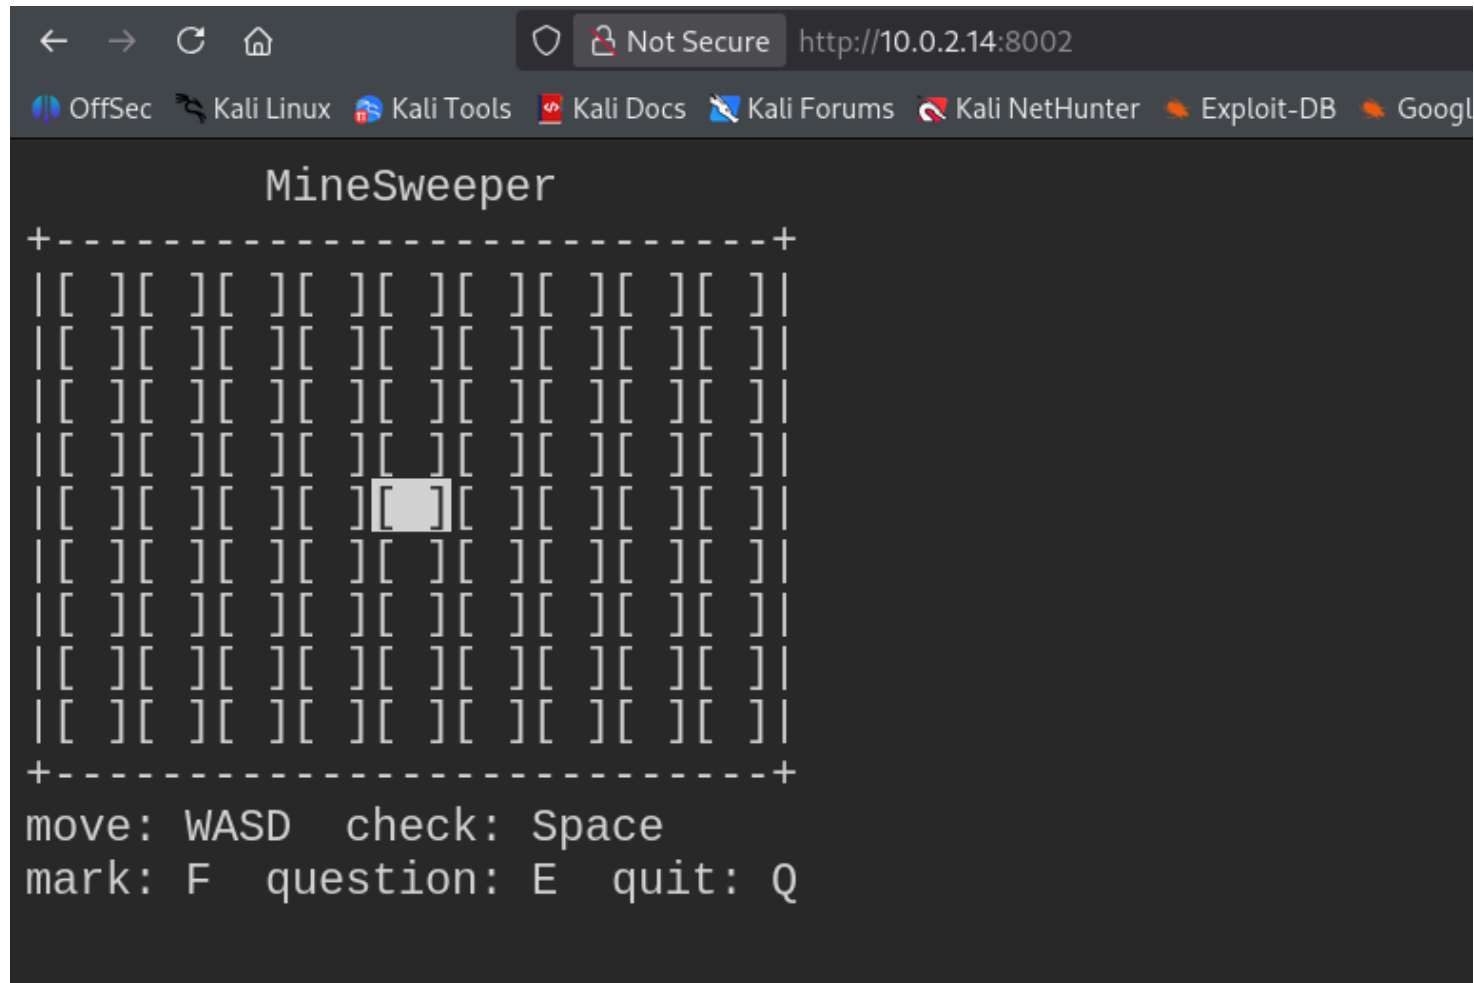 Not Secure http://10.0.2.14:8002
OffSec Kali Linux Kali Tools Kali Docs Kali Forums Kali NetHunter Exploit-DB Googl
MineSweeper
+---------------------------+
|[ ][ ][ ][ ][ ][ ][ ][ ][ ]|
|[ ][ ][ ][ ][ ][ ][ ][ ][ ]|
|[ ][ ][ ][ ][ ][ ][ ][ ][ ]|
|[ ][ ][ ][ ][ ][ ][ ][ ][ ]|
|[ ][ ][ ][ ][ ][ ][ ][ ][ ]|
|[ ][ ][ ][ ][ ][ ][ ][ ][ ]|
|[ ][ ][ ][ ][ ][ ][ ][ ][ ]|
|[ ][ ][ ][ ][ ][ ][ ][ ][ ]|
|[ ][ ][ ][ ][ ][ ][ ][ ][ ]|
+---------------------------+
move: WASD  check: Space
mark: F  question: E  quit: Q